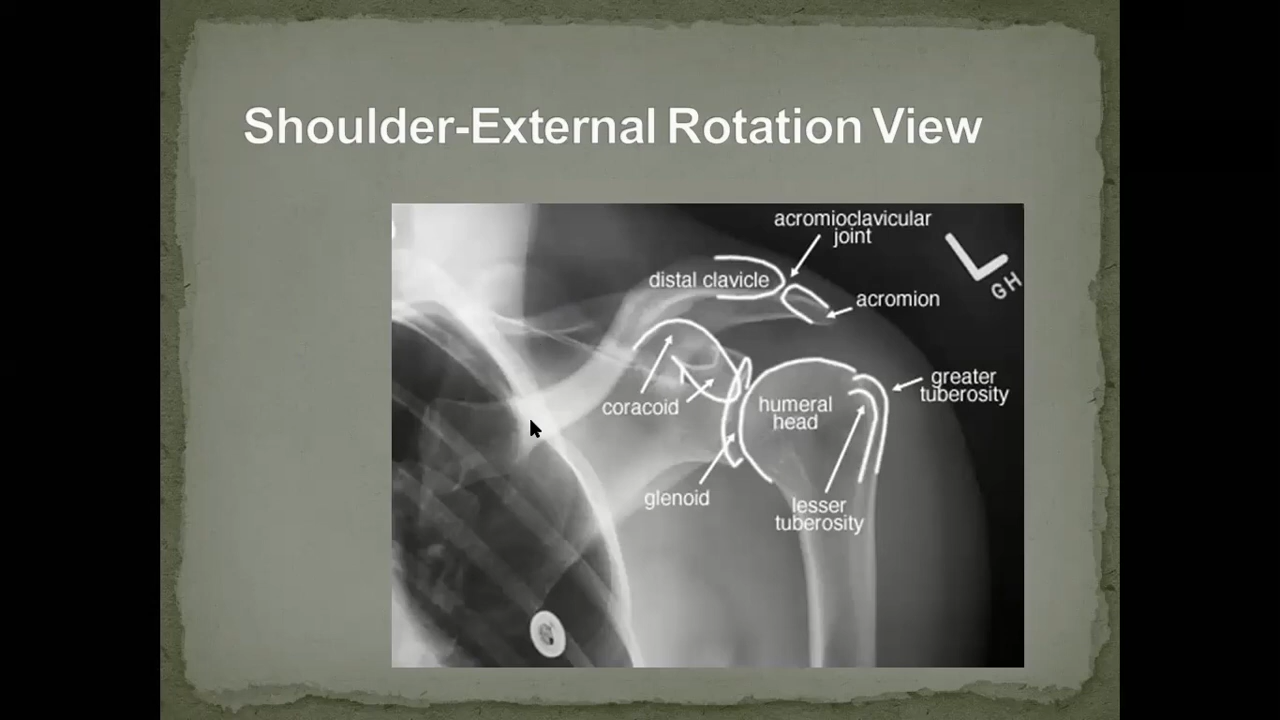 Shoulder-External Rotation View
acromioclavicular
joint
L
GH
distal clavicle
acromion
greater
tuberosity
coracoid
humeral
head
glenoid
lesser
tuberosity